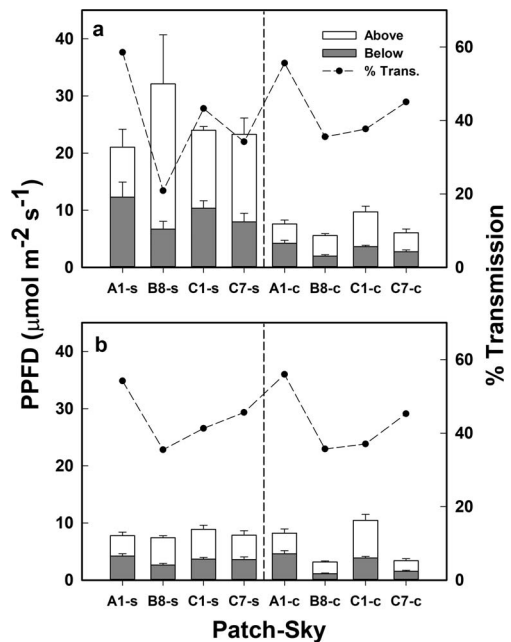 a
Above
Below
% Trans.
40
30
20
10
0
60
40
20
0
A1-s B8-s C1-s C7-s A1-c B8-c C1-c C7-c
PPFD (μmol m-2 s-1)
% Transmission
b
40
30
20
10
0
60
40
20
0
A1-s B8-s C1-s C7-s A1-c B8-c C1-c C7-c
Patch-Sky